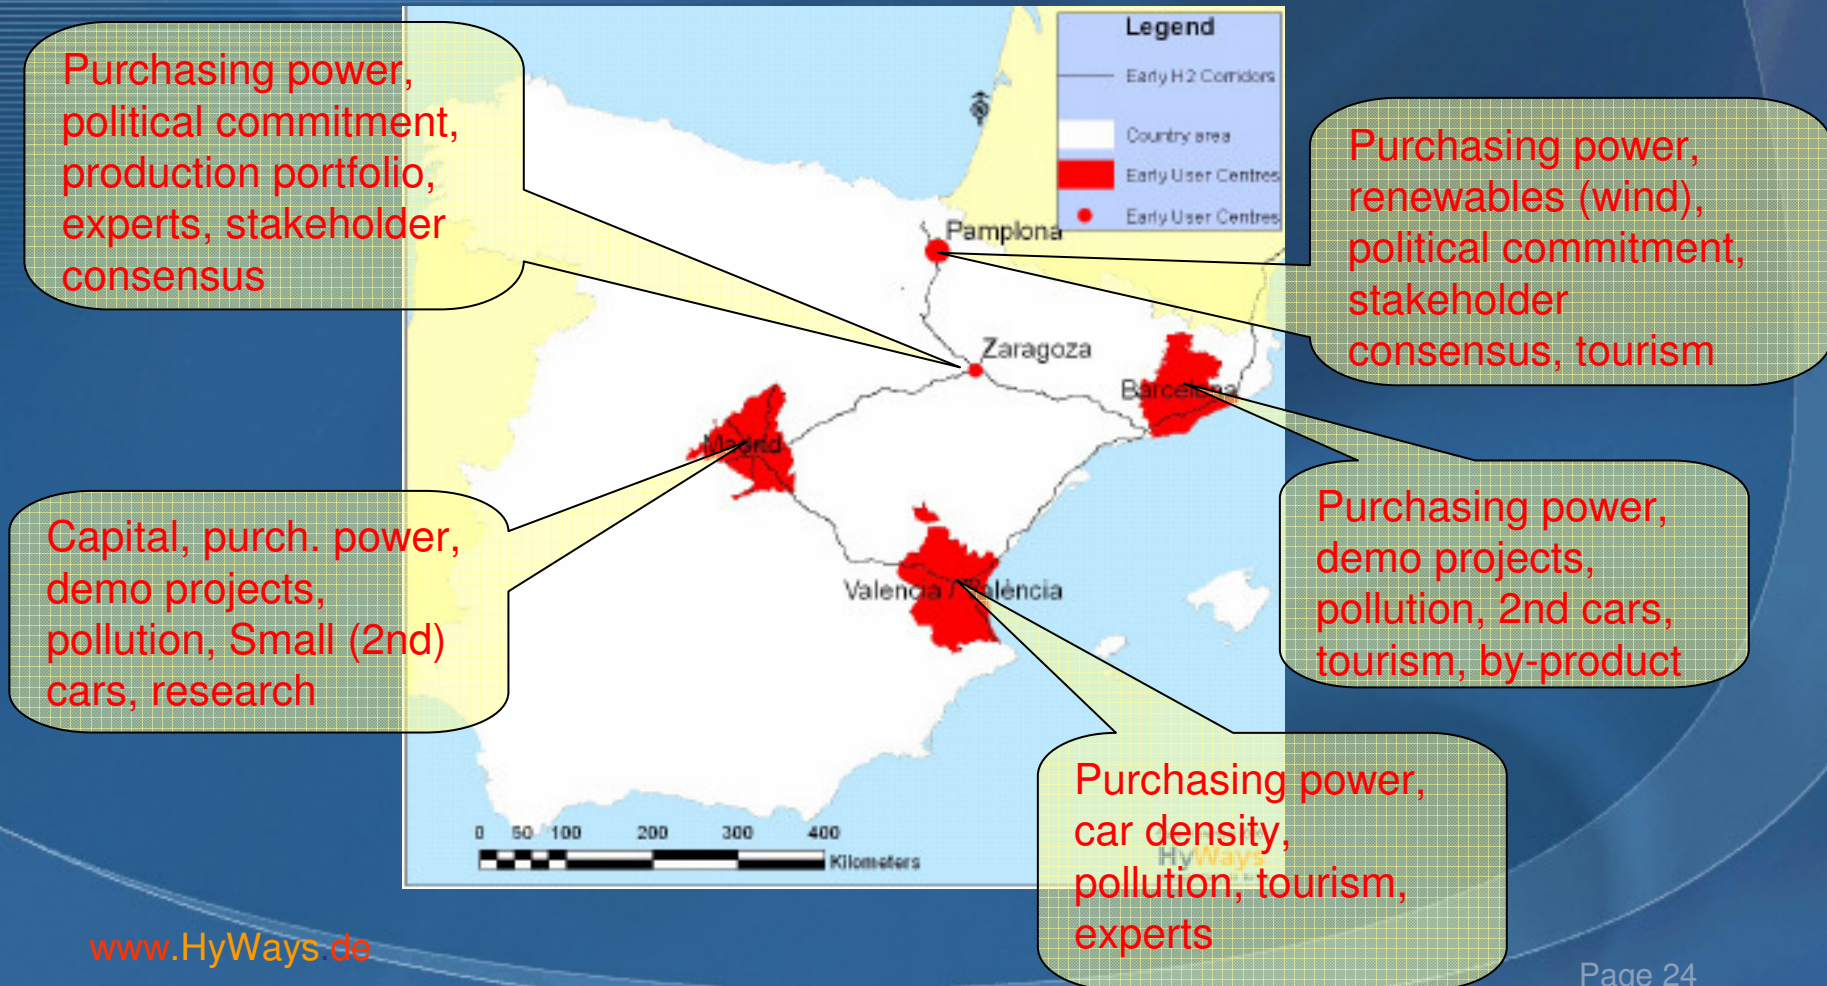 Purchasing power,
political commitment,
production portfolio,
experts, stakeholder
consensus
Legend
Early H2 Corridors
Country area
Early User Centres
Early User Centres
Purchasing power,
renewables (wind),
political commitment,
stakeholder
consensus, tourism
Pamplona
Zaragoza
Barcelona
Madrid
Valencia / València
Capital, purch. power,
demo projects,
pollution, Small (2nd)
cars, research
Purchasing power,
demo projects,
pollution, 2nd cars,
tourism, by-product
Purchasing power,
car density,
pollution, tourism,
experts
0 50 100 200 300 400
Kilometers
HyWays
www.HyWays.de
Page 24